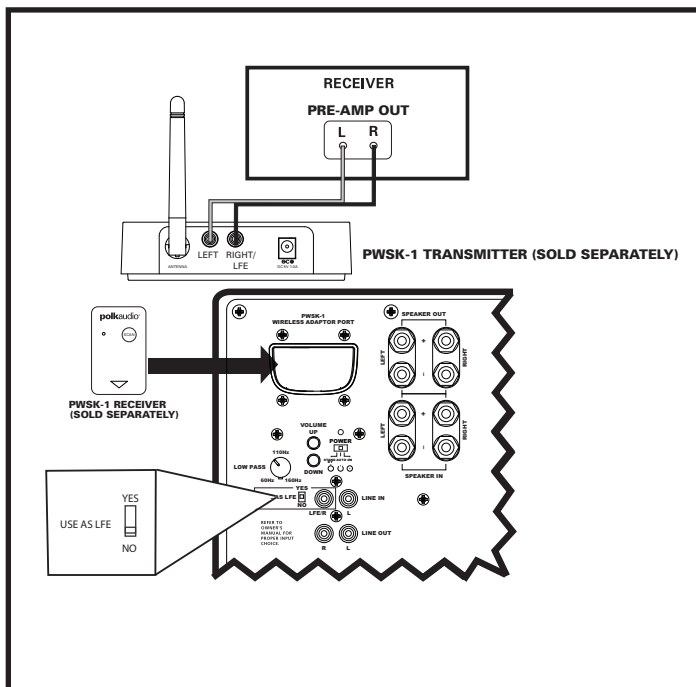 RECEIVER
PRE-AMP OUT
L R
LEFT
RIGHT/
LFE
ANTENNA
PWSK-1 TRANSMITTER (SOLD SEPARATELY)
polkaudio®
SCAN
PWSK-1 RECEIVER
(SOLD SEPARATELY)
PWSK-1
WIRELESS ADAPTOR PORT
SPEAKER OUT
LEFT
+
–
RIGHT
LEFT
+
–
RIGHT
SPEAKER IN
VOLUME
UP
DOWN
POWER
LOW PASS
110Hz
60Hz
160Hz
YES
AS LFE
NO
LFE/R
L
LINE IN
REFER TO
OWNER'S
MANUAL FOR
PROPER INPUT
CHOICE.
R
L
LINE OUT
YES
USE AS LFE
NO